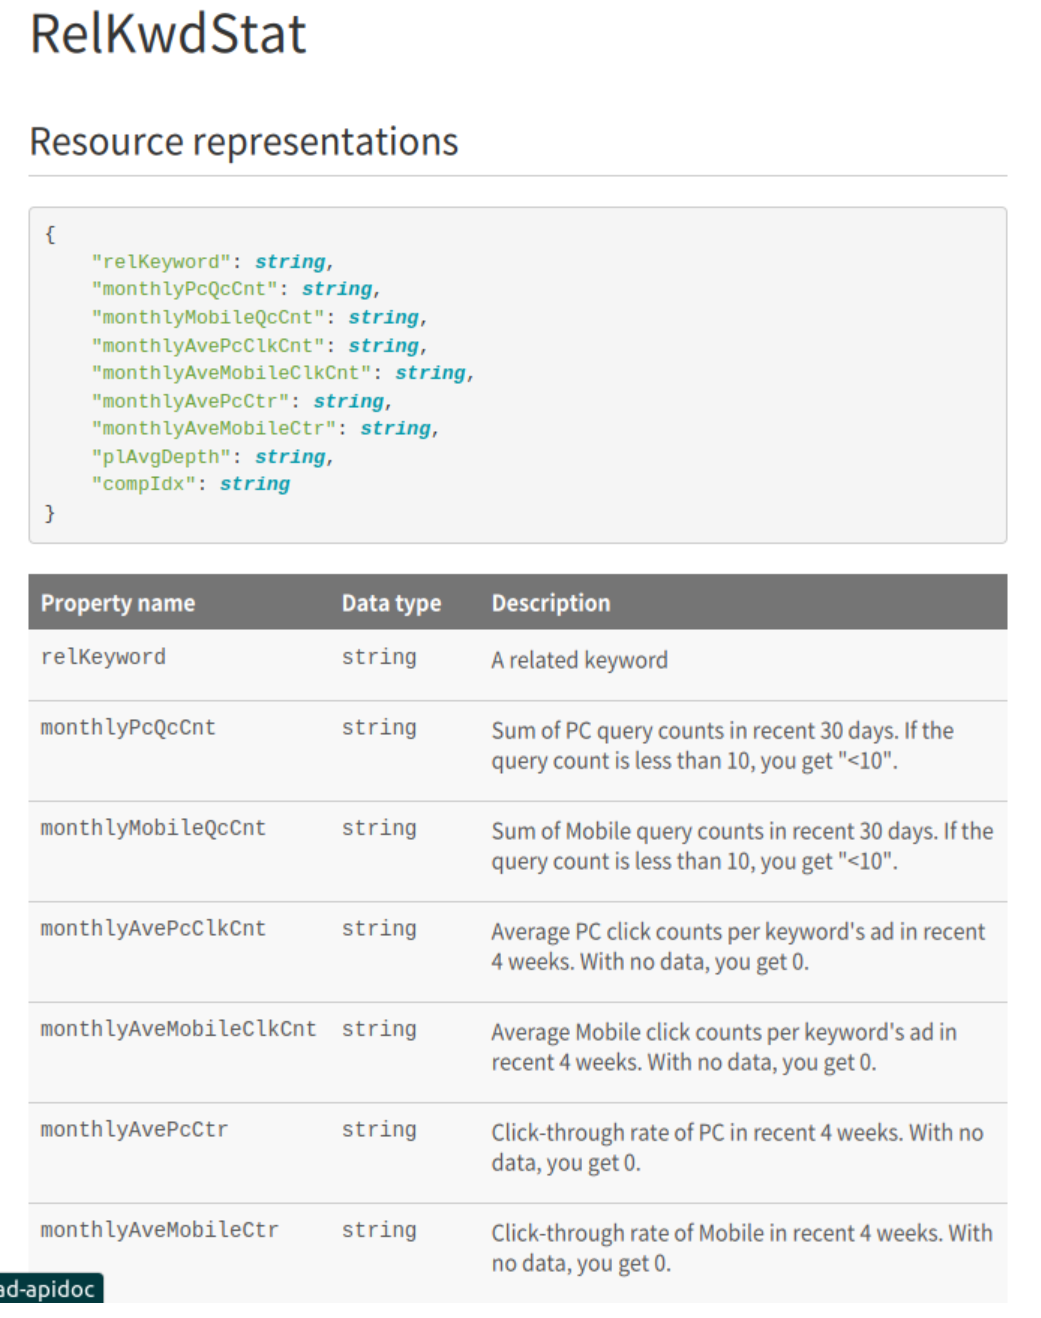 RelKwdStat
Resource representations
{
"relKeyword": string,
"monthlyPcQcCnt": string,
"monthlyMobileQcCnt": string,
"monthlyAvePcClkCnt": string,
"monthlyAveMobileClkCnt": string,
"monthlyAvePcCtr": string,
"monthlyAveMobileCtr": string,
"plAvgDepth": string,
"compIdx": string
}
Property name Data type Description
relKeyword string A related keyword
monthlyPcQcCnt string Sum of PC query counts in recent 30 days. If the
query count is less than 10, you get "<10".
monthlyMobileQcCnt string Sum of Mobile query counts in recent 30 days. If the
query count is less than 10, you get "<10".
monthlyAvePcClkCnt string Average PC click counts per keyword's ad in recent
4 weeks. With no data, you get 0.
monthlyAveMobileClkCnt string Average Mobile click counts per keyword's ad in
recent 4 weeks. With no data, you get 0.
monthlyAvePcCtr string Click-through rate of PC in recent 4 weeks. With no
data, you get 0.
monthlyAveMobileCtr string Click-through rate of Mobile in recent 4 weeks. With
no data, you get 0.
ad-apidoc